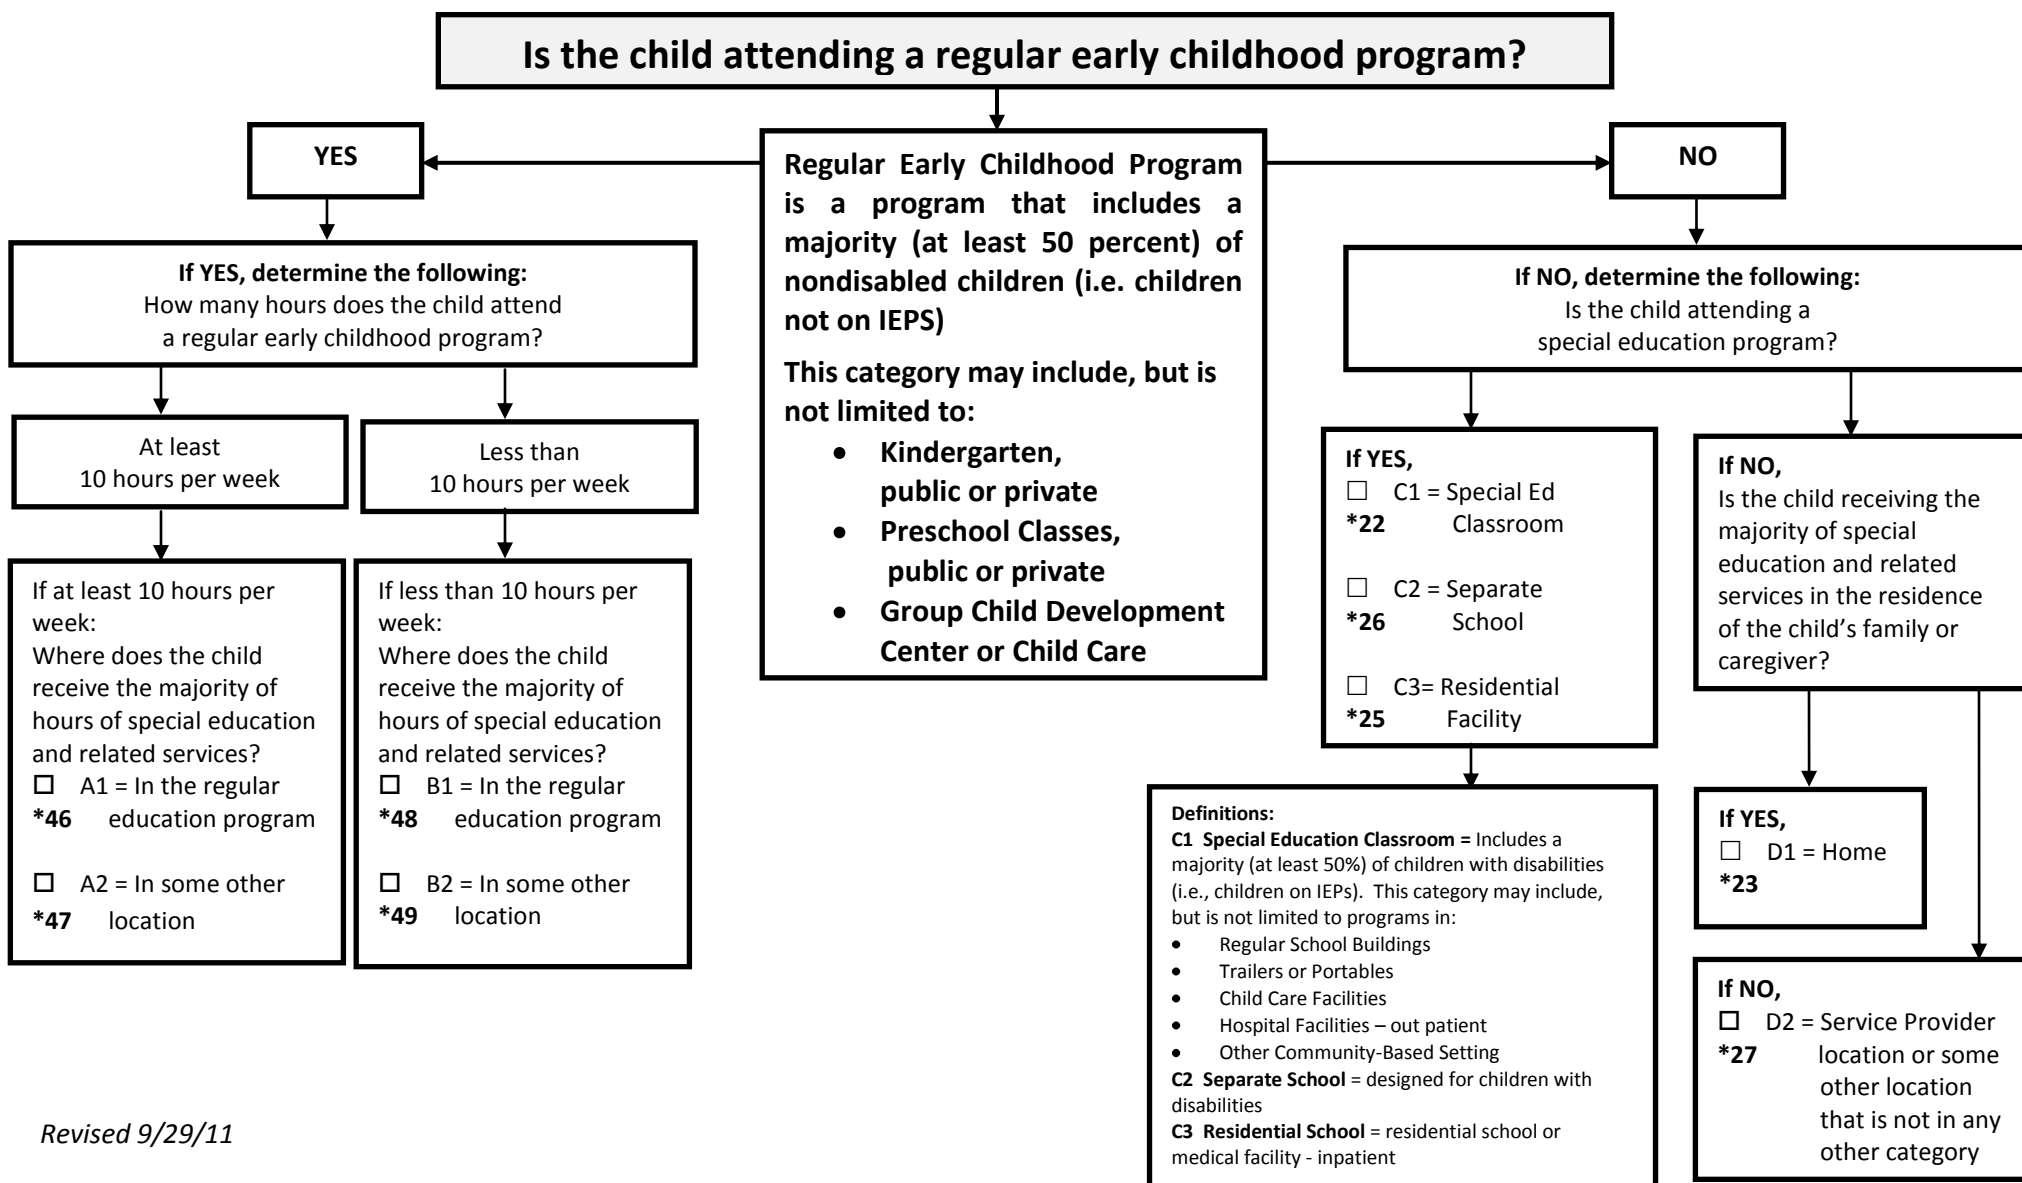 Is the child attending a regular early childhood program?
YES
Regular Early Childhood Program
is a program that includes a
majority (at least 50 percent) of
nondisabled children (i.e. children
not on IEPS)
This category may include, but is
not limited to:
• Kindergarten,
public or private
• Preschool Classes,
public or private
• Group Child Development
Center or Child Care
NO
If YES, determine the following:
How many hours does the child attend
a regular early childhood program?
At least
10 hours per week
Less than
10 hours per week
If at least 10 hours per
week:
Where does the child
receive the majority of
hours of special education
and related services?
☐ A1 = In the regular
*46 education program
☐ A2 = In some other
*47 location
If less than 10 hours per
week:
Where does the child
receive the majority of
hours of special education
and related services?
☐ B1 = In the regular
*48 education program
☐ B2 = In some other
*49 location
If NO, determine the following:
Is the child attending a
special education program?
If YES,
☐ C1 = Special Ed
*22 Classroom
☐ C2 = Separate
*26 School
☐ C3= Residential
*25 Facility
Definitions:
C1 Special Education Classroom = Includes a
majority (at least 50%) of children with disabilities
(i.e., children on IEPs). This category may include,
but is not limited to programs in:
• Regular School Buildings
• Trailers or Portables
• Child Care Facilities
• Hospital Facilities – out patient
• Other Community-Based Setting
C2 Separate School = designed for children with
disabilities
C3 Residential School = residential school or
medical facility - inpatient
If NO,
Is the child receiving the
majority of special
education and related
services in the residence
of the child's family or
caregiver?
If YES,
☐ D1 = Home
*23
If NO,
☐ D2 = Service Provider
*27 location or some
other location
that is not in any
other category
Revised 9/29/11